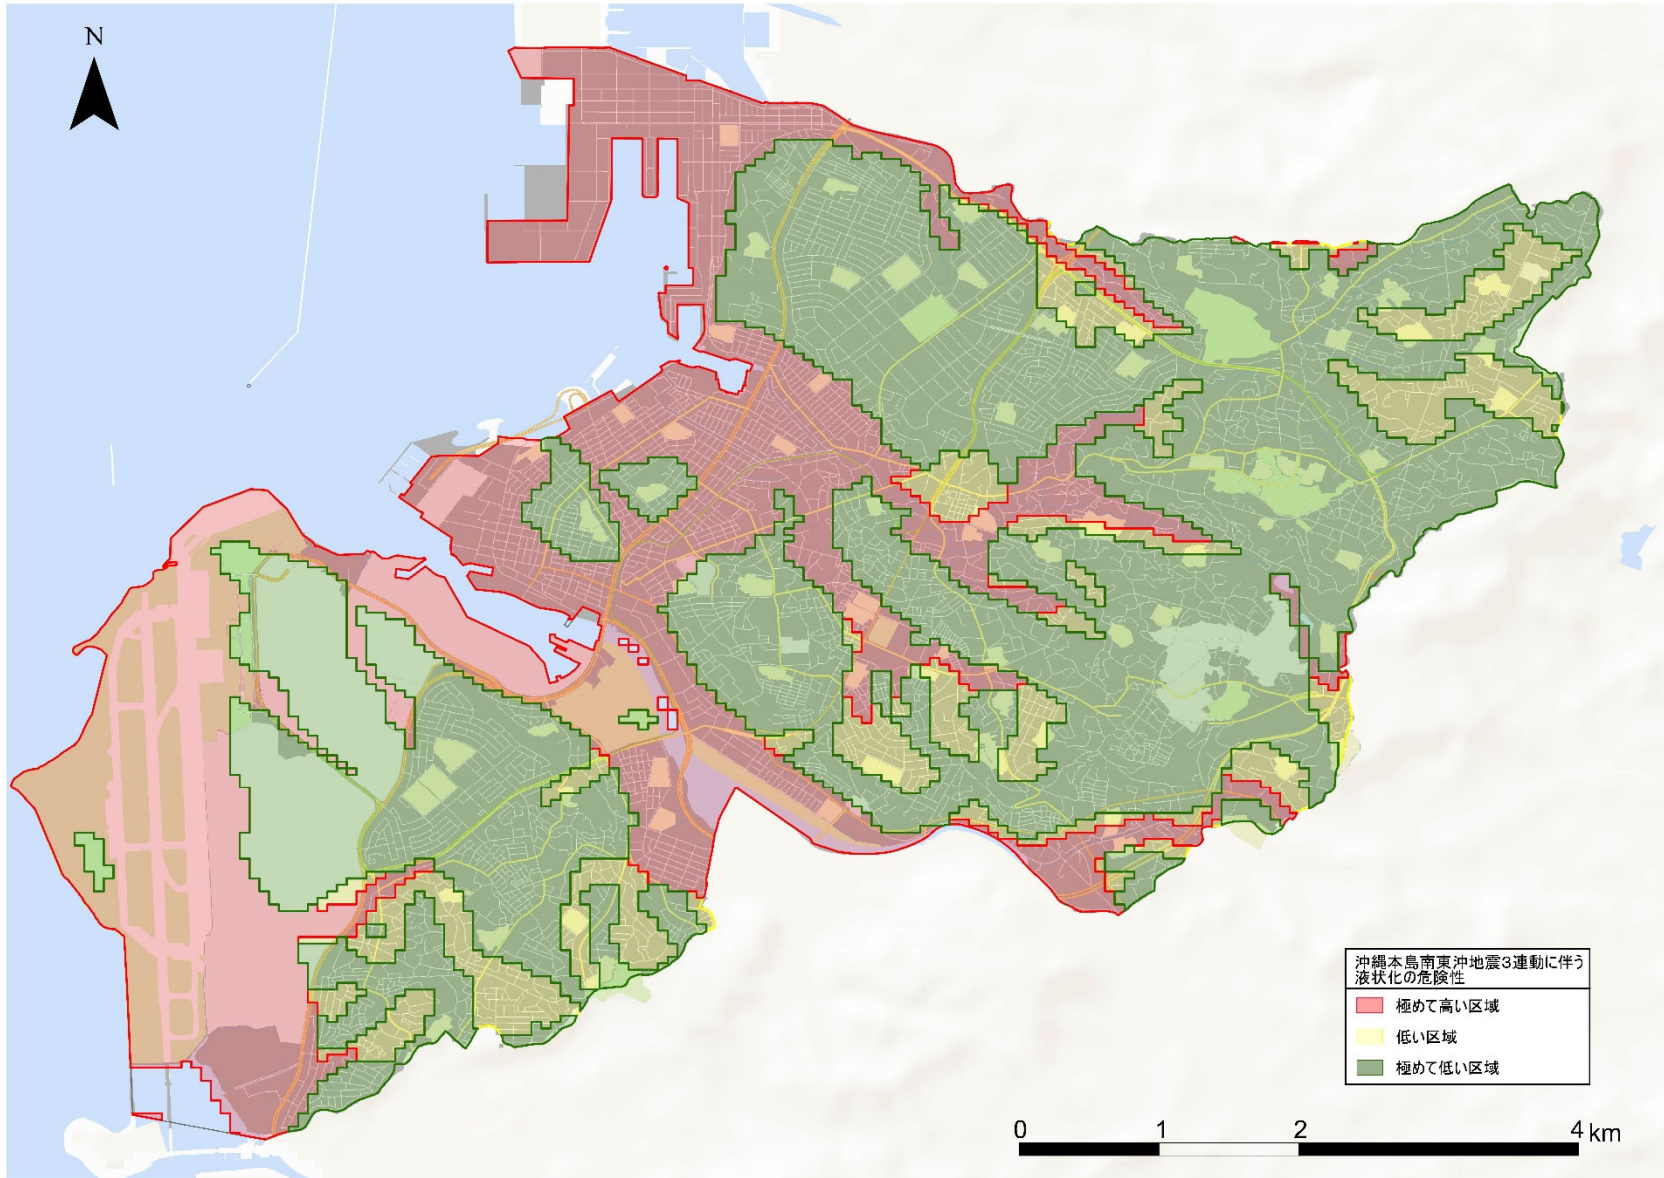 N
沖縄本島南東沖地震3連動に伴う
液状化の危険性
極めて高い区域
低い区域
極めて低い区域
0 1 2 4 km